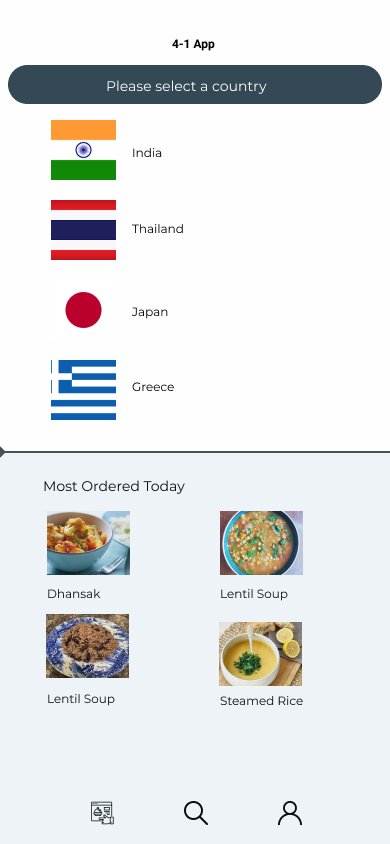 4-1 App
Please select a country
India
Thailand
Japan
Greece
Most Ordered Today
Dhansak
Lentil Soup
Lentil Soup
Steamed Rice